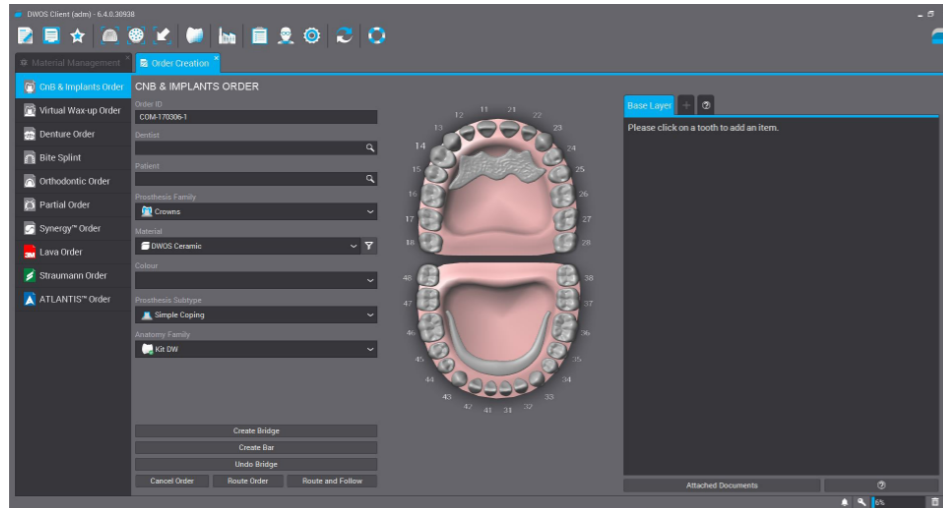 DWOS Client (adm) - 6.4.0.30938
Material Management
Order Creation
CnB & Implants Order
Virtual Wax-up Order
Denture Order
Bite Splint
Orthodontic Order
Partial Order
Synergy™ Order
3M
Lava Order
Straumann Order
ATLANTIS™ Order
CNB & IMPLANTS ORDER
Order ID
COM-170306-1
Dentist
Patient
Prosthesis Family
Crowns
Material
DWOS Ceramic
Colour
Prosthesis Subtype
Simple Coping
Anatomy Family
Kit DW
Create Bridge
Create Bar
Undo Bridge
Cancel Order Route Order Route and Follow
12 11 21 22
13 23
14 24
15 25
16 26
17 27
18 28
48 38
47 37
46 36
45 35
44 34
43 33
42 41 31 32
Base Layer + ?
Please click on a tooth to add an item.
Attached Documents ?
6%